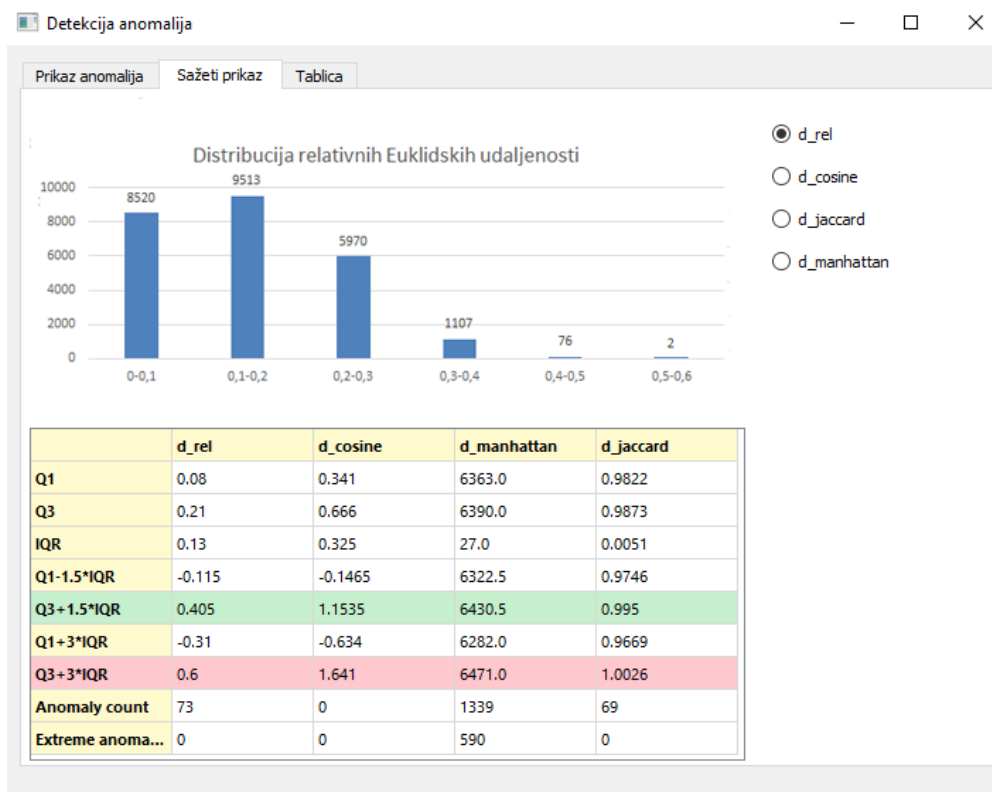 Detekcija anomalija
Prikaz anomalija Sažeti prikaz Tablica
d_rel
d_cosine
d_jaccard
d_manhattan
Distribucija relativnih Euklidskih udaljenosti
10000
8000
6000
4000
2000
0
8520 9513 5970 1107 76 2
0-0,1 0,1-0,2 0,2-0,3 0,3-0,4 0,4-0,5 0,5-0,6
d_rel d_cosine d_manhattan d_jaccard
Q1 0.08 0.341 6363.0 0.9822
Q3 0.21 0.666 6390.0 0.9873
IQR 0.13 0.325 27.0 0.0051
Q1-1.5*IQR -0.115 -0.1465 6322.5 0.9746
Q3+1.5*IQR 0.405 1.1535 6430.5 0.995
Q1+3*IQR -0.31 -0.634 6282.0 0.9669
Q3+3*IQR 0.6 1.641 6471.0 1.0026
Anomaly count 73 0 1339 69
Extreme anoma... 0 0 590 0